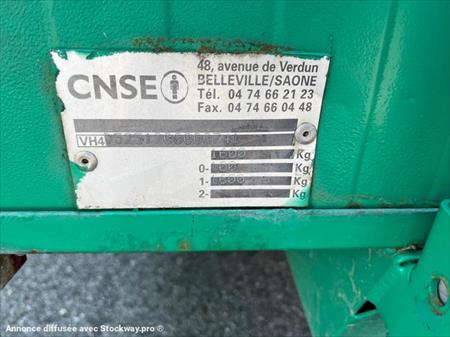 CNSE
48, avenue de Verdun
BELLEVILLE/SAONE
Tél. 04 74 66 21 23
Fax. 04 74 66 04 48
VH4
Kg
0- Kg
1- Kg
2- Kg
Annonce diffusée avec Stockway.pro ®